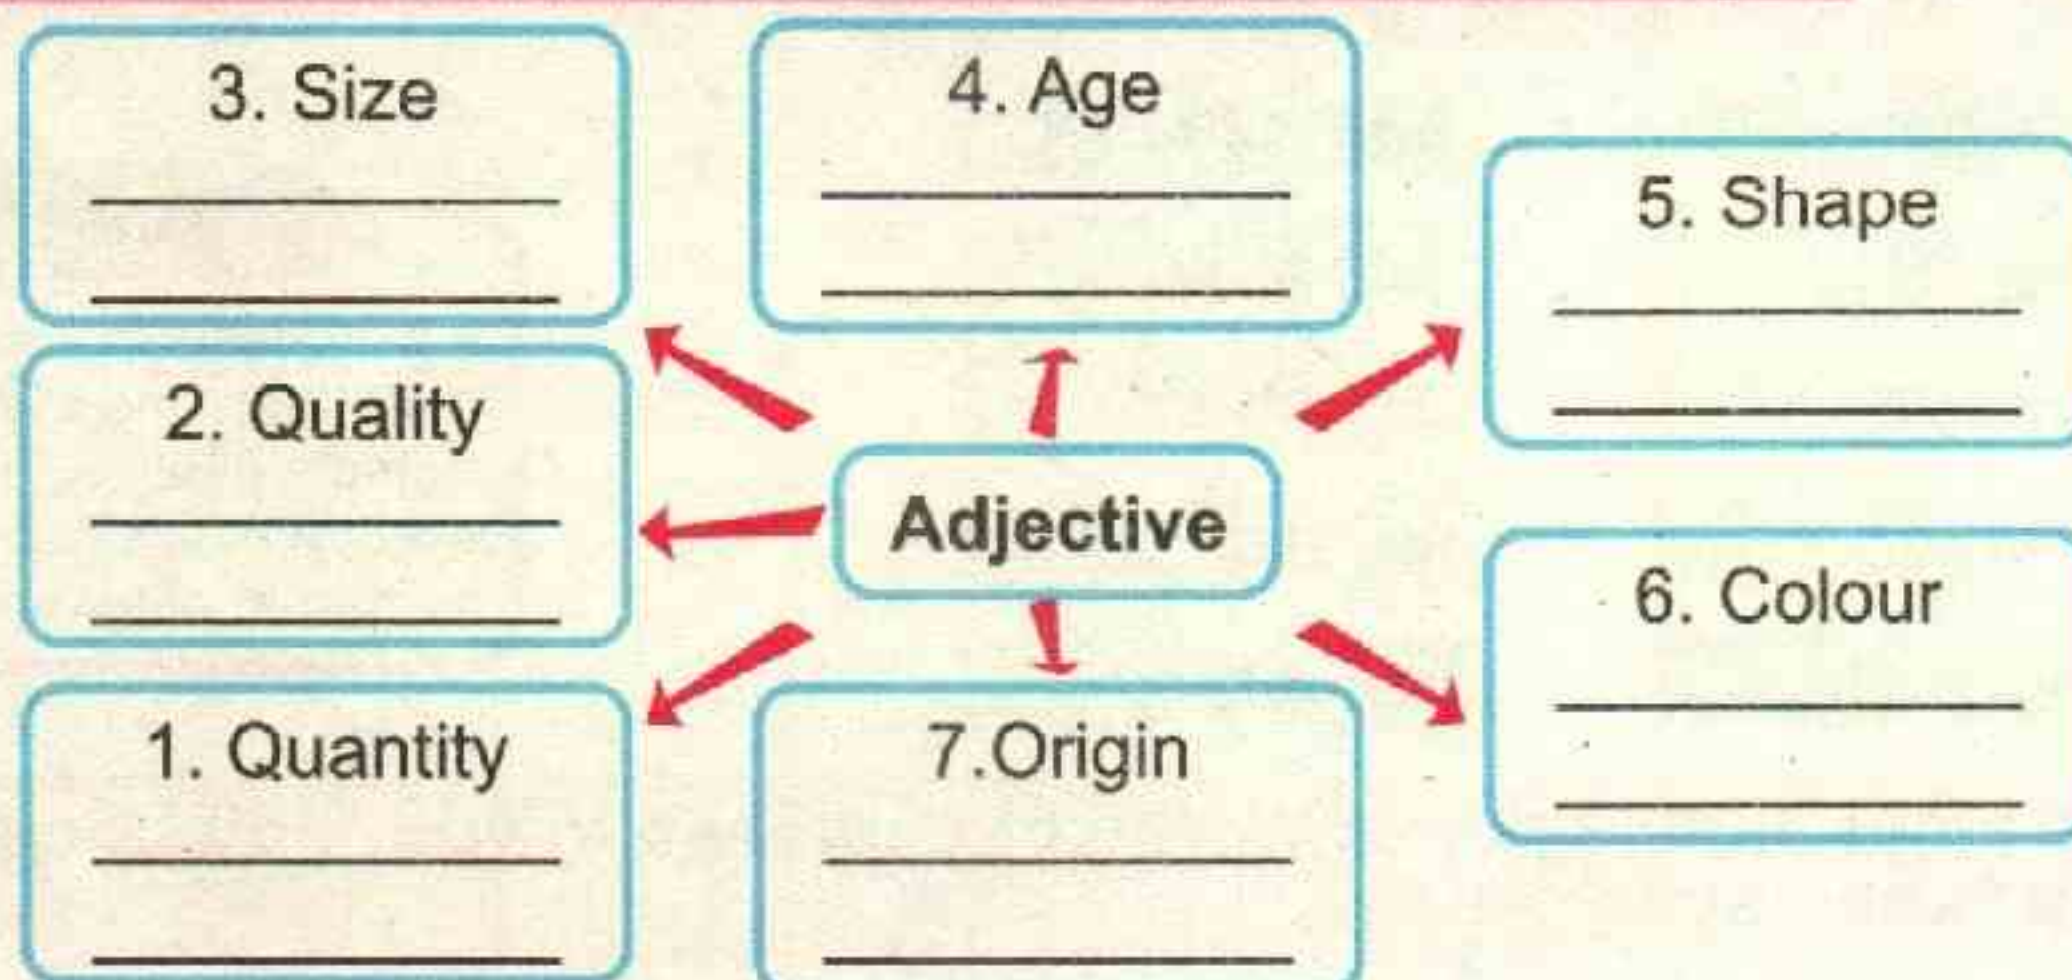 3. Size
4. Age
5. Shape
2. Quality
Adjective
6. Colour
1. Quantity
7.Origin